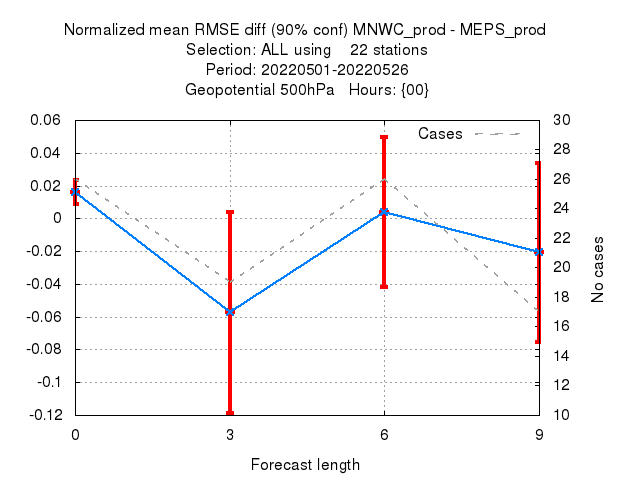 Normalized mean RMSE diff (90% conf) MNWC_prod - MEPS_prod
Selection: ALL using 22 stations
Period: 20220501-20220526
Geopotential 500hPa Hours: {00}
Cases
0.06
0.04
0.02
0
-0.02
-0.04
-0.06
-0.08
-0.1
-0.12
30
28
26
24
22
20
18
16
14
12
10
No cases
0 3 6 9
Forecast length